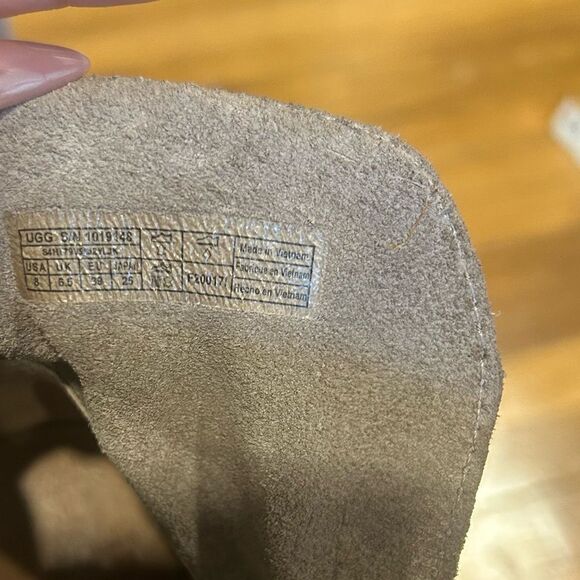 UGG S/N 1019148
USA UK EU JAPAN
8 6.5 39 25
Made in Vietnam
Fabriqué en Vietnam
Hecho en Vietnam